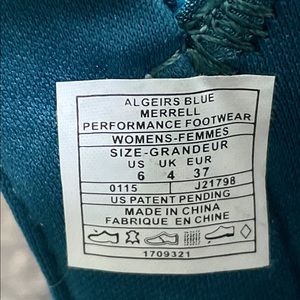 ALGEIRS BLUE
MERRELL
PERFORMANCE FOOTWEAR
WOMENS-FEMMES
SIZE-GRANDEUR
US UK EUR
6 4 37
0115 J21798
US PATENT PENDING
MADE IN CHINA
FABRIQUE EN CHINE
1709321